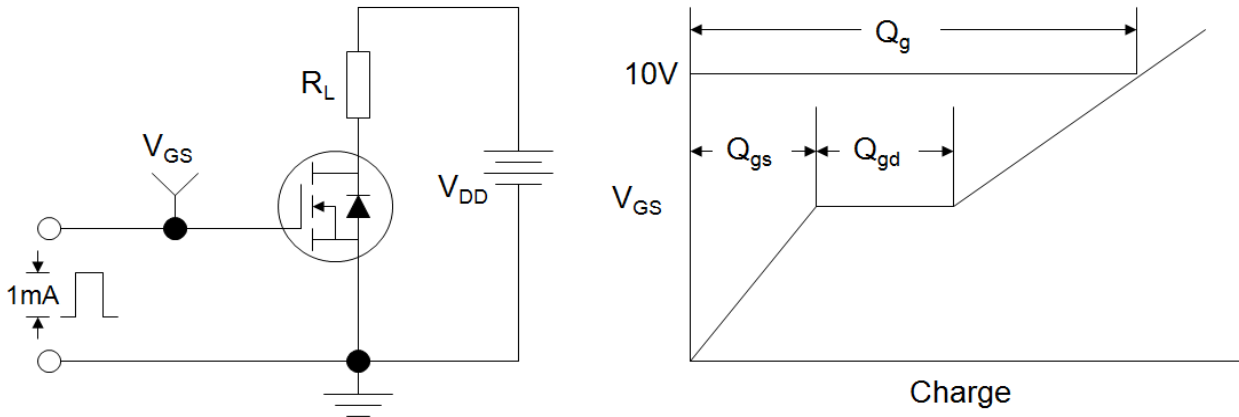 R_L
V_GS
V_DD
1mA
Q_g
10V
Q_gs
Q_gd
V_GS
Charge